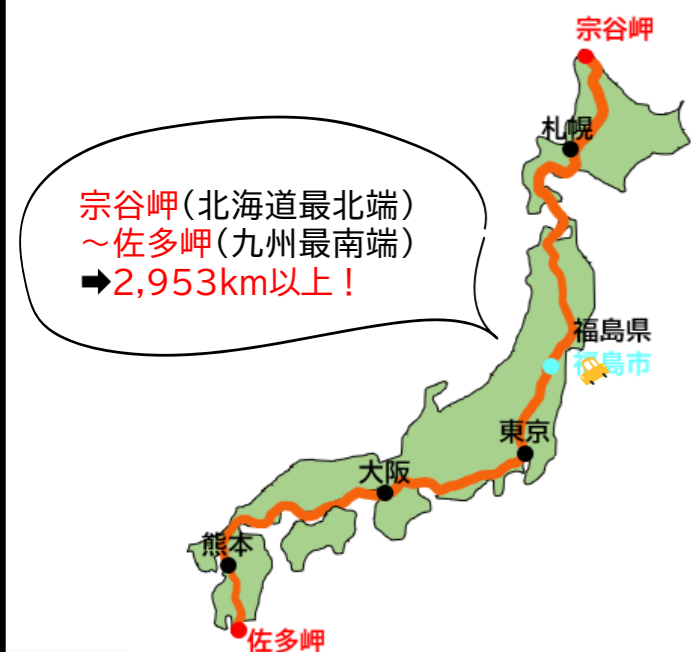 宗谷岬
札幌
宗谷岬(北海道最北端)
～佐多岬(九州最南端)
➡2,953km以上！
福島県
福島市
東京
大阪
熊本
佐多岬